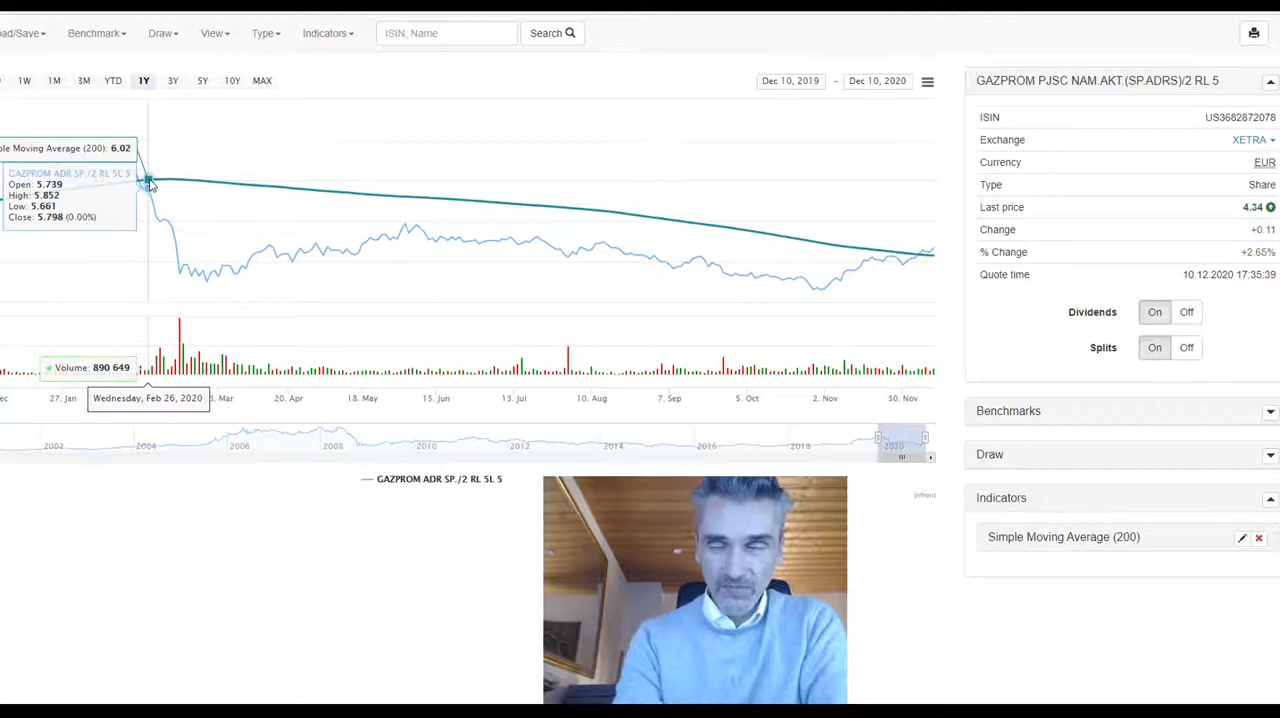 oad/Save Benchmark Draw View Type Indicators ISIN, Name Search
1W 1M 3M YTD 1Y 3Y 5Y 10Y MAX Dec 10, 2019 – Dec 10, 2020
ple Moving Average (200): 6.02
GAZPROM ADR SP./2 RL 5L 5
Open: 5.739
High: 5.852
Low: 5.661
Close: 5.798 (0.00%)
Volume: 890 649
Wednesday, Feb 26, 2020
ec 27. Jan 3. Mar 20. Apr 18. May 15. Jun 13. Jul 10. Aug 7. Sep 5. Oct 2. Nov 30. Nov
2002 2004 2006 2008 2010 2012 2014 2016 2018 2020
GAZPROM ADR SP./2 RL 5L 5
Infront
GAZPROM PJSC NAM.AKT.(SP.ADRS)/2 RL 5
ISIN US3682872078
Exchange XETRA
Currency EUR
Type Share
Last price 4.34
Change +0.11
% Change +2.65%
Quote time 10.12.2020 17:35:39
Dividends On Off
Splits On Off
Benchmarks
Draw
Indicators
Simple Moving Average (200)